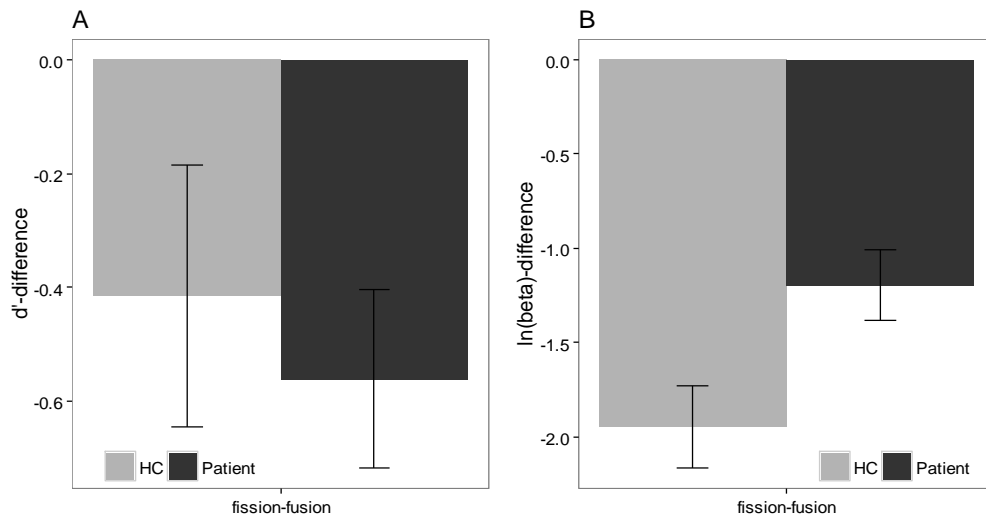 A
0.0
-0.2
-0.4
-0.6
d'-difference
HC Patient
fission-fusion
B
0.0
-0.5
-1.0
-1.5
-2.0
ln(beta)-difference
HC Patient
fission-fusion